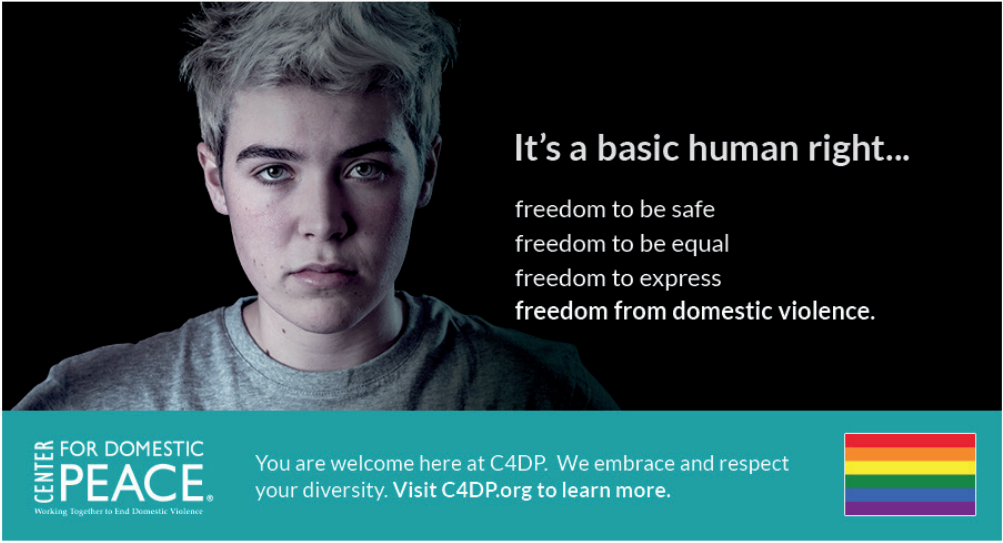 It's a basic human right...
freedom to be safe
freedom to be equal
freedom to express
freedom from domestic violence.
CENTER
FOR DOMESTIC
PEACE®
Working Together to End Domestic Violence
You are welcome here at C4DP. We embrace and respect
your diversity. Visit C4DP.org to learn more.